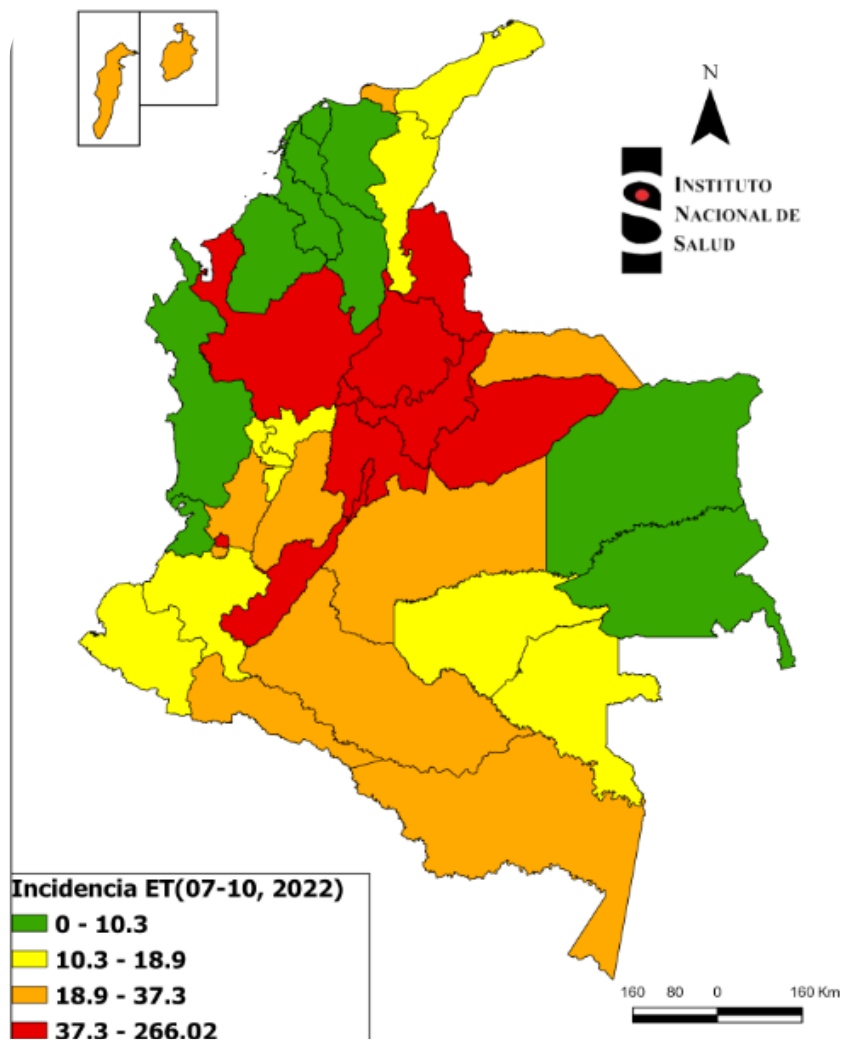 N
INSTITUTO
NACIONAL DE
SALUD
Incidencia ET(07-10, 2022)
0 - 10.3
10.3 - 18.9
18.9 - 37.3
37.3 - 266.02
160 80 0 160 Km